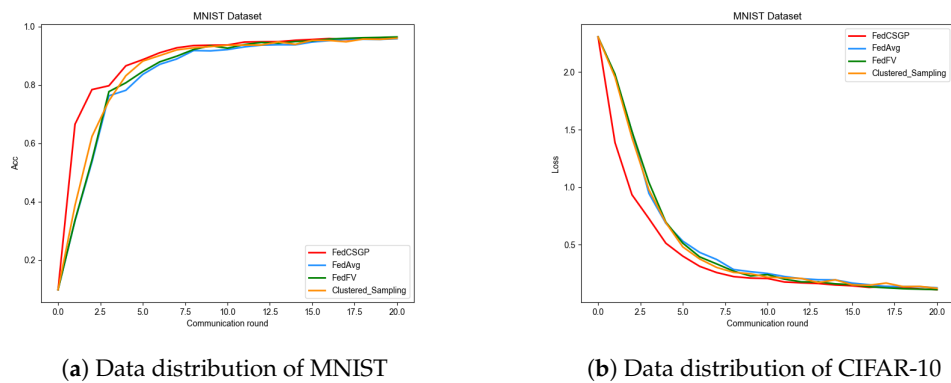 MNIST Dataset
1.0
0.8
0.6
0.4
0.2
Acc
0.0
2.5
5.0
7.5
10.0
12.5
15.0
17.5
20.0
Communication round
FedCSGP
FedAvg
FedFV
Clustered_Sampling
(a) Data distribution of MNIST
MNIST Dataset
2.0
1.5
1.0
0.5
Loss
0.0
2.5
5.0
7.5
10.0
12.5
15.0
17.5
20.0
Communication round
FedCSGP
FedAvg
FedFV
Clustered_Sampling
(b) Data distribution of CIFAR-10